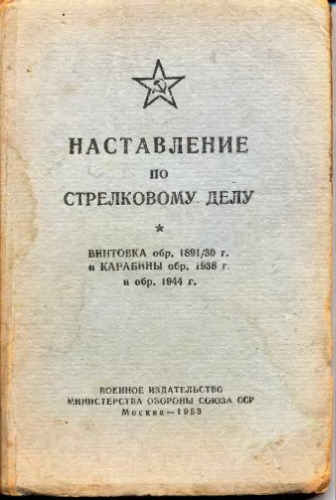 НАСТАВЛЕНИЕ
ПО
СТРЕЛКОВОМУ ДЕЛУ
ВИНТОВКА обр. 1891/30 г.
и КАРАБИНЫ обр. 1938 г.
и обр. 1944 г.
ВОЕННОЕ ИЗДАТЕЛЬСТВО
МИНИСТЕРСТВА ОБОРОНЫ СОЮЗА ССР
Москва—1953